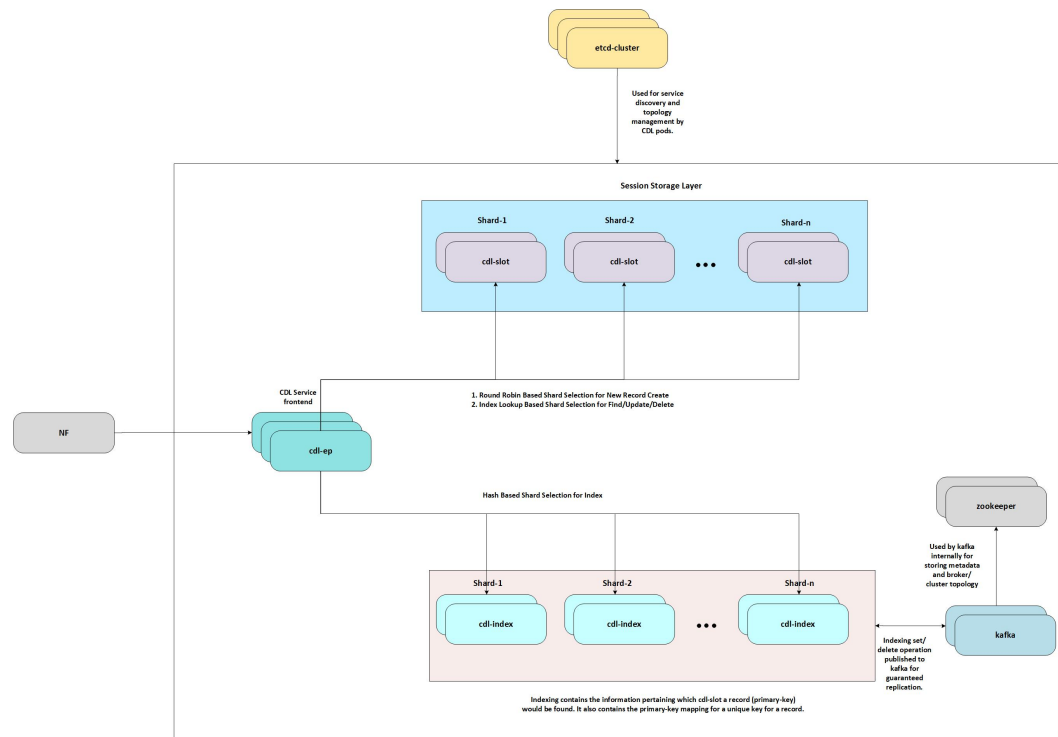 etcd-cluster
Used for service
discovery and
topology
management by
CDL pods.
Session Storage Layer
Shard-1
Shard-2
Shard-n
cdl-slot
cdl-slot
•••
cdl-slot
CDL Service
frontend
1. Round Robin Based Shard Selection for New Record Create
2. Index Lookup Based Shard Selection for Find/Update/Delete
NF
cdl-ep
Hash Based Shard Selection for Index
zookeeper
Used by kafka
internally for
storing metadata
and broker/
cluster topology
Shard-1
Shard-2
Shard-n
cdl-index
cdl-index
•••
cdl-index
kafka
Indexing set/
delete operation
published to
kafka for
guaranteed
replication.
Indexing contains the information pertaining which cdl-slot a record (primary-key)
would be found. It also contains the primary-key mapping for a unique key for a record.